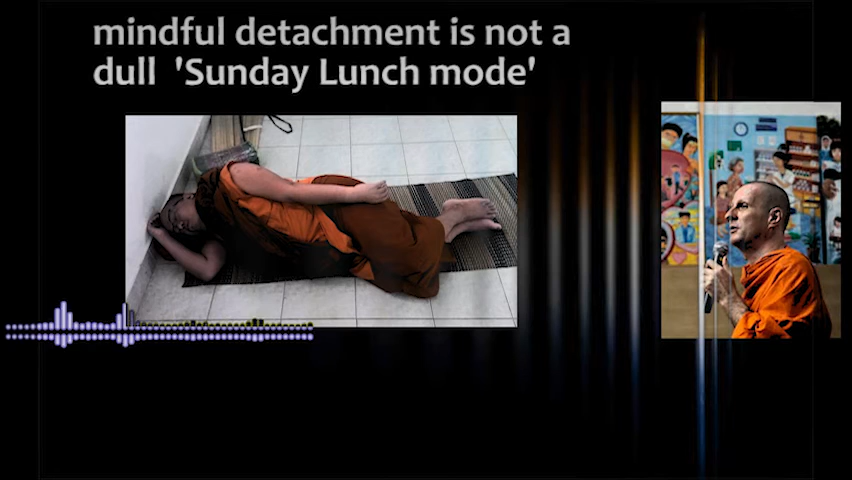 mindful detachment is not a
dull 'Sunday Lunch mode'